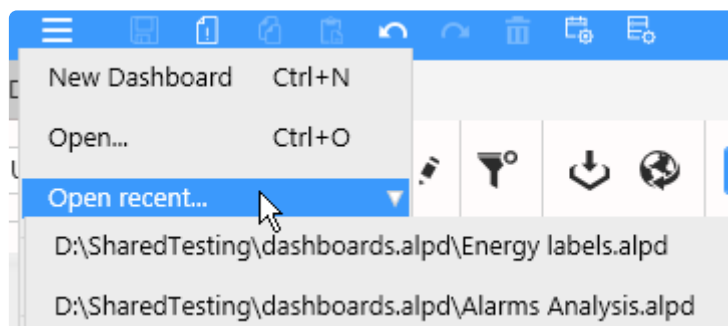 New Dashboard Ctrl+N
Open... Ctrl+O
Open recent...
D:\SharedTesting\dashboards.alpd\Energy labels.alpd
D:\SharedTesting\dashboards.alpd\Alarms Analysis.alpd